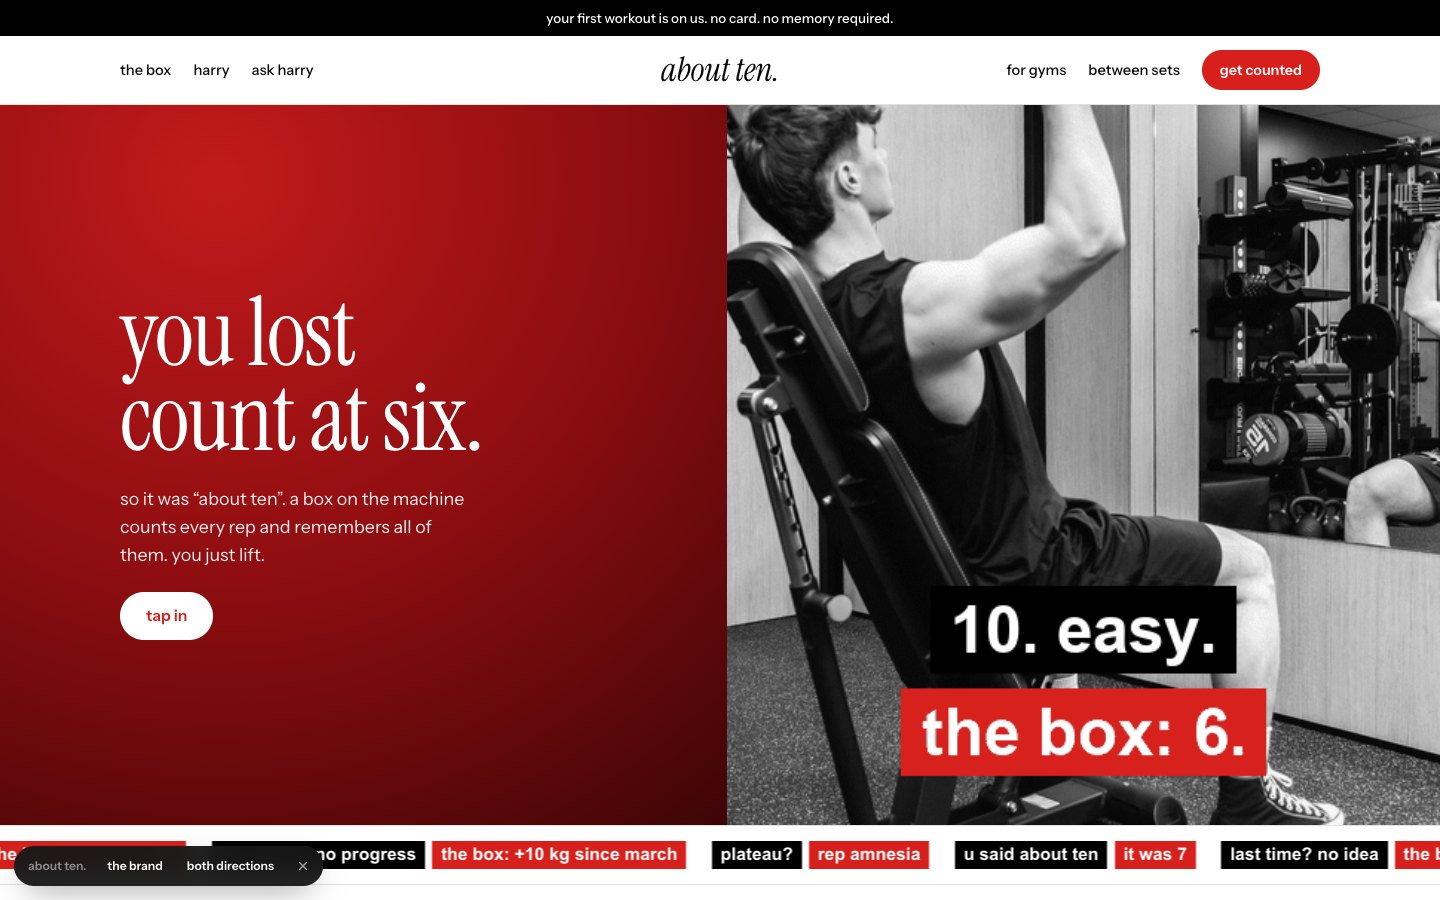 your first workout is on us. no card. no memory required.
the box harry ask harry about ten. for gyms between sets get counted
you lost
count at six.
so it was “about ten”. a box on the machine
counts every rep and remembers all of
them. you just lift.
tap in
10. easy.
the box: 6.
no progress the box: +10 kg since march plateau? rep amnesia u said about ten it was 7 last time? no idea
about ten. the brand both directions ×